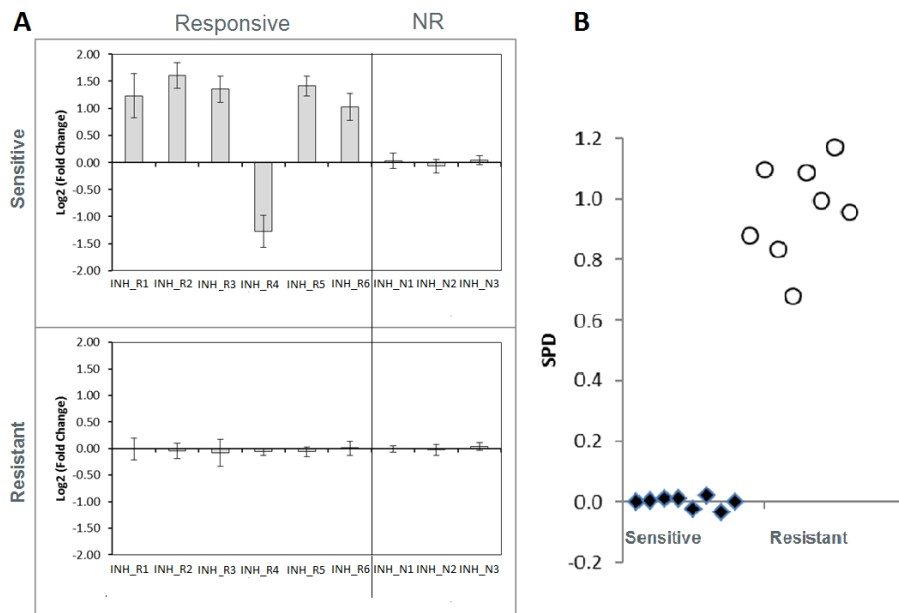 A
Responsive
NR
Sensitive
Log2 (Fold Change)
2.00
1.50
1.00
0.50
0.00
-0.50
-1.00
-1.50
-2.00
INH_R1 INH_R2 INH_R3 INH_R4 INH_R5 INH_R6 INH_N1 INH_N2 INH_N3
Resistant
Log2 (Fold Change)
2.00
1.50
1.00
0.50
0.00
-0.50
-1.00
-1.50
-2.00
INH_R1 INH_R2 INH_R3 INH_R4 INH_R5 INH_R6 INH_N1 INH_N2 INH_N3
B
SPD
1.2
1.0
0.8
0.6
0.4
0.2
0.0
-0.2
Sensitive Resistant